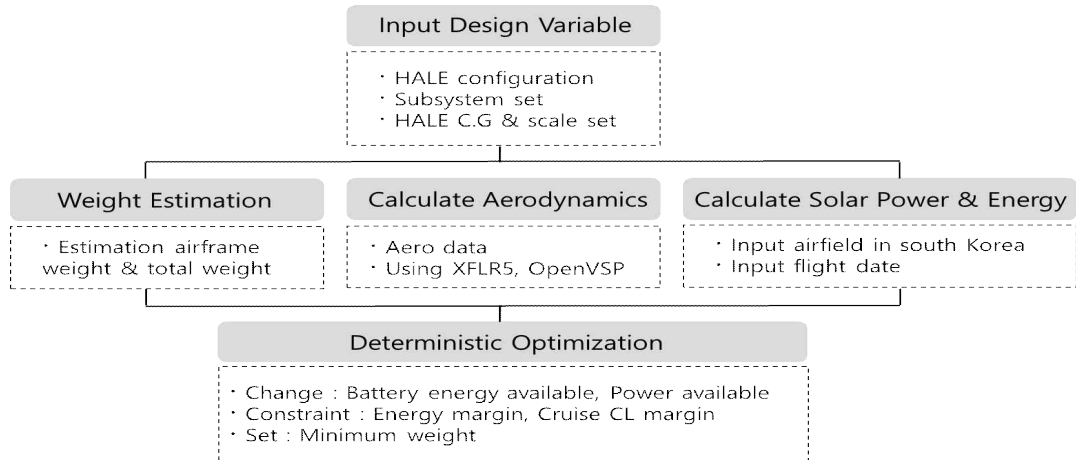 Input Design Variable
· HALE configuration
· Subsystem set
· HALE C.G & scale set
Weight Estimation
· Estimation airframe
weight & total weight
Calculate Aerodynamics
· Aero data
· Using XFLR5, OpenVSP
Calculate Solar Power & Energy
· Input airfield in south Korea
· Input flight date
Deterministic Optimization
· Change : Battery energy available, Power available
· Constraint : Energy margin, Cruise CL margin
· Set : Minimum weight